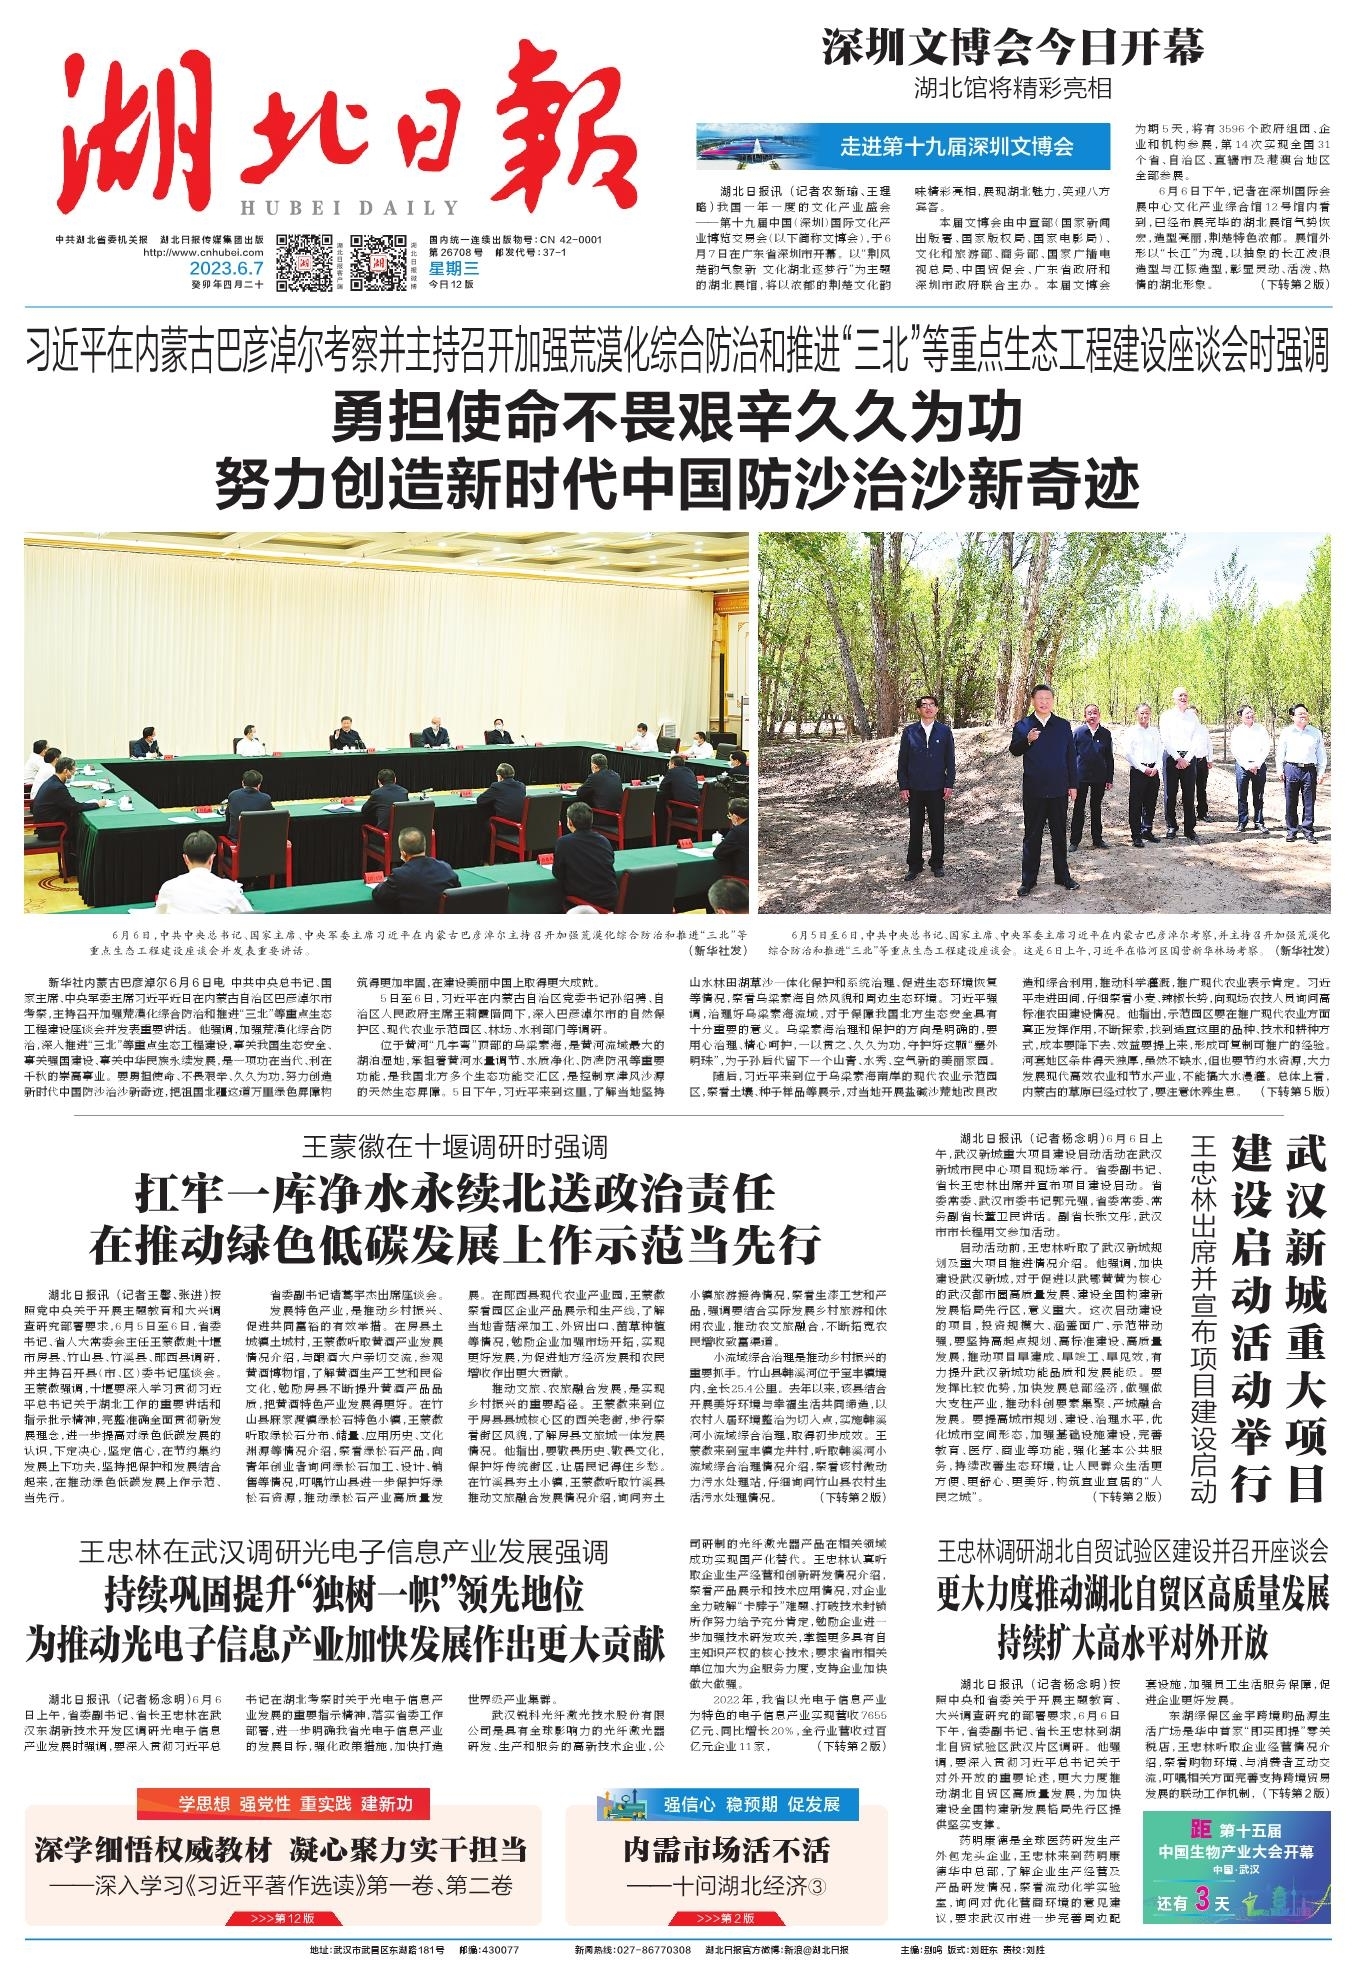 湖北日報
HUBEI DAILY
中共湖北省委机关报 湖北日报传媒集团出版
http://www.cnhubei.com
2023.6.7
癸卯年四月二十
湖北日报客户端
湖北日报微博
国内统一连续出版物号:CN 42-0001
第26708号 邮发代号:37-1
星期三
今日12版
深圳文博会今日开幕
湖北馆将精彩亮相
走进第十九届深圳文博会
湖北日报讯（记者农新瑜、王理
略）我国一年一度的文化产业盛会
——第十九届中国（深圳）国际文化产
业博览交易会（以下简称文博会），于6
月7日在广东省深圳市开幕。以“荆风
楚韵气象新 文化湖北逐梦行”为主题
的湖北展馆，将以浓郁的荆楚文化韵
味精彩亮相，展现湖北魅力，笑迎八方
宾客。
本届文博会由中宣部（国家新闻
出版署、国家版权局、国家电影局）、
文化和旅游部、商务部、国家广播电
视总局、中国贸促会、广东省政府和
深圳市政府联合主办。本届文博会
为期5天，将有3596个政府组团、企
业和机构参展，第14次实现全国31
个省、自治区、直辖市及港澳台地区
全部参展。
6月6日下午，记者在深圳国际会
展中心文化产业综合馆12号馆内看
到，已经布展完毕的湖北展馆气势恢
宏，造型亮丽，荆楚特色浓郁。展馆外
形以“长江”为魂，以抽象的长江波浪
造型与江豚造型，彰显灵动、活泼、热
情的湖北形象。 （下转第2版）
习近平在内蒙古巴彦淖尔考察并主持召开加强荒漠化综合防治和推进“三北”等重点生态工程建设座谈会时强调
勇担使命不畏艰辛久久为功
努力创造新时代中国防沙治沙新奇迹
6月6日，中共中央总书记、国家主席、中央军委主席习近平在内蒙古巴彦淖尔主持召开加强荒漠化综合防治和推进“三北”等
重点生态工程建设座谈会并发表重要讲话。 （新华社发）
6月5日至6日，中共中央总书记、国家主席、中央军委主席习近平在内蒙古巴彦淖尔考察，并主持召开加强荒漠化
综合防治和推进“三北”等重点生态工程建设座谈会。这是6日上午，习近平在临河区国营新华林场考察。 （新华社发）
新华社内蒙古巴彦淖尔6月6日电 中共中央总书记、国
家主席、中央军委主席习近平近日在内蒙古自治区巴彦淖尔市
考察，主持召开加强荒漠化综合防治和推进“三北”等重点生态
工程建设座谈会并发表重要讲话。他强调，加强荒漠化综合防
治，深入推进“三北”等重点生态工程建设，事关我国生态安全、
事关强国建设、事关中华民族永续发展，是一项功在当代、利在
千秋的崇高事业。要勇担使命、不畏艰辛、久久为功，努力创造
新时代中国防沙治沙新奇迹，把祖国北疆这道万里绿色屏障构
筑得更加牢固，在建设美丽中国上取得更大成就。
5日至6日，习近平在内蒙古自治区党委书记孙绍骋、自
治区人民政府主席王莉霞陪同下，深入巴彦淖尔市的自然保
护区、现代农业示范园区、林场、水利部门等调研。
位于黄河“几字弯”顶部的乌梁素海，是黄河流域最大的
湖泊湿地，承担着黄河水量调节、水质净化、防凌防汛等重要
功能，是我国北方多个生态功能交汇区，是控制京津风沙源
的天然生态屏障。5日下午，习近平来到这里，了解当地坚持
山水林田湖草沙一体化保护和系统治理、促进生态环境恢复
等情况，察看乌梁素海自然风貌和周边生态环境。习近平强
调，治理好乌梁素海流域，对于保障我国北方生态安全具有
十分重要的意义。乌梁素海治理和保护的方向是明确的，要
用心治理、精心呵护，一以贯之、久久为功，守护好这颗“塞外
明珠”，为子孙后代留下一个山青、水秀、空气新的美丽家园。
随后，习近平来到位于乌梁素海南岸的现代农业示范园
区，察看土壤、种子样品等展示，对当地开展盐碱沙荒地改良改
造和综合利用，推动科学灌溉，推广现代农业表示肯定。习近
平走进田间，仔细察看小麦、辣椒长势，向现场农技人员询问高
标准农田建设情况。他指出，示范园区要在推广现代农业方面
真正发挥作用，不断探索，找到适宜这里的品种、技术和耕种方
式，成本要降下去、效益要提上来，形成可复制可推广的经验。
河套地区条件得天独厚，虽然不缺水，但也要节约水资源，大力
发展现代高效农业和节水产业，不能搞大水漫灌。总体上看，
内蒙古的草原已经过牧了，要注意休养生息。 （下转第5版）
王蒙徽在十堰调研时强调
扛牢一库净水永续北送政治责任
在推动绿色低碳发展上作示范当先行
湖北日报讯（记者王馨、张进）按
照党中央关于开展主题教育和大兴调
查研究部署要求，6月5日至6日，省委
书记、省人大常委会主任王蒙徽赴十堰
市房县、竹山县、竹溪县、郧西县调研，
并主持召开县（市、区）委书记座谈会。
王蒙徽强调，十堰要深入学习贯彻习近
平总书记关于湖北工作的重要讲话和
指示批示精神，完整准确全面贯彻新发
展理念，进一步提高对绿色低碳发展的
认识，下定决心，坚定信心，在节约集约
发展上下功夫，坚持把保护和发展结合
起来，在推动绿色低碳发展上作示范、
当先行。
省委副书记诸葛宇杰出席座谈会。
发展特色产业，是推动乡村振兴、
促进共同富裕的有效举措。在房县土
城镇土城村，王蒙徽听取黄酒产业发展
情况介绍，与酿酒大户亲切交流，参观
黄酒博物馆，了解黄酒生产工艺和民俗
文化，勉励房县不断提升黄酒产品品
质，把黄酒特色产业发展得更好。在竹
山县麻家渡镇绿松石特色小镇，王蒙徽
听取绿松石分布、储量、应用历史、文化
渊源等情况介绍，察看绿松石产品，向
青年创业者询问绿松石加工、设计、销
售等情况，叮嘱竹山县进一步保护好绿
松石资源，推动绿松石产业高质量发
展。在郧西县现代农业产业园，王蒙徽
察看园区企业产品展示和生产线，了解
当地香菇深加工、外贸出口、菌草种植
等情况，勉励企业加强市场开拓，实现
更好发展，为促进地方经济发展和农民
增收作出更大贡献。
推动文旅、农旅融合发展，是实现
乡村振兴的重要路径。王蒙徽来到位
于房县县城核心区的西关老街，步行察
看街区风貌，了解房县文旅城一体发展
情况。他指出，要敬畏历史、敬畏文化，
保护好传统街区，让居民记得住乡愁。
在竹溪县夯土小镇，王蒙徽听取竹溪县
推动文旅融合发展情况介绍，询问夯土
小镇旅游接待情况，察看生漆工艺和产
品，强调要结合实际发展乡村旅游和休
闲农业，推动农文旅融合，不断拓宽农
民增收致富渠道。
小流域综合治理是推动乡村振兴的
重要抓手。竹山县韩溪河位于宝丰镇境
内，全长25.4公里。去年以来，该县结合
开展美好环境与幸福生活共同缔造，以
农村人居环境整治为切入点，实施韩溪
河小流域综合治理，取得初步成效。王
蒙徽来到宝丰镇龙井村，听取韩溪河小
流域综合治理情况介绍，察看该村微动
力污水处理站，仔细询问竹山县农村生
活污水处理情况。 （下转第2版）
武汉新城重大项目
建设启动活动举行
王忠林出席并宣布项目建设启动
湖北日报讯（记者杨念明）6月6日上
午，武汉新城重大项目建设启动活动在武汉
新城市民中心项目现场举行。省委副书记、
省长王忠林出席并宣布项目建设启动。省
委常委、武汉市委书记郭元强，省委常委、常
务副省长董卫民讲话。副省长张文彤，武汉
市市长程用文参加活动。
启动活动前，王忠林听取了武汉新城规
划及重大项目推进情况介绍。他强调，加快
建设武汉新城，对于促进以武鄂黄黄为核心
的武汉都市圈高质量发展、建设全国构建新
发展格局先行区，意义重大。这次启动建设
的项目，投资规模大、涵盖面广、示范带动
强，要坚持高起点规划、高标准建设、高质量
发展，推动项目早建成、早竣工、早见效，有
力提升武汉新城功能品质和发展能级。要
发挥比较优势，加快发展总部经济，做强做
大支柱产业，推动科创要素集聚、产城融合
发展。要提高城市规划、建设、治理水平，优
化城市空间形态，加强基础设施建设，完善
教育、医疗、商业等功能，强化基本公共服
务，持续改善生态环境，让人民群众生活更
方便、更舒心、更美好，构筑宜业宜居的“人
民之城”。 （下转第2版）
王忠林在武汉调研光电子信息产业发展强调
持续巩固提升“独树一帜”领先地位
为推动光电子信息产业加快发展作出更大贡献
湖北日报讯（记者杨念明）6月6
日上午，省委副书记、省长王忠林在武
汉东湖新技术开发区调研光电子信息
产业发展时强调，要深入贯彻习近平总
书记在湖北考察时关于光电子信息产
业发展的重要指示精神，落实省委工作
部署，进一步明确我省光电子信息产业
的发展目标，强化政策措施，加快打造
世界级产业集群。
武汉锐科光纤激光技术股份有限
公司是具有全球影响力的光纤激光器
研发、生产和服务的高新技术企业，公
司研制的光纤激光器产品在相关领域
成功实现国产化替代。王忠林认真听
取企业生产经营和创新研发情况介绍，
察看产品展示和技术应用情况，对企业
全力破解“卡脖子”难题、打破技术封锁
所作努力给予充分肯定，勉励企业进一
步加强技术研发攻关，掌握更多具有自
主知识产权的核心技术；要求省市相关
单位加大为企服务力度，支持企业加快
做大做强。
2022年，我省以光电子信息产业
为特色的电子信息产业实现营收7655
亿元、同比增长20%，全行业营收过百
亿元企业11家， （下转第2版）
王忠林调研湖北自贸试验区建设并召开座谈会
更大力度推动湖北自贸区高质量发展
持续扩大高水平对外开放
湖北日报讯（记者杨念明）按
照中央和省委关于开展主题教育、
大兴调查研究的部署要求，6月6日
下午，省委副书记、省长王忠林到湖
北自贸试验区武汉片区调研。他强
调，要深入贯彻习近平总书记关于
对外开放的重要论述，更大力度推
动湖北自贸区高质量发展，为加快
建设全国构建新发展格局先行区提
供坚实支撑。
药明康德是全球医药研发生产
外包龙头企业，王忠林来到药明康
德华中总部，了解企业生产经营及
产品研发情况，察看流动化学实验
室，询问对优化营商环境的意见建
议，要求武汉市进一步完善周边配
套设施，加强员工生活服务保障，促
进企业更好发展。
东湖综保区金宇跨境购品源生
活广场是华中首家“即买即提”零关
税店，王忠林听取企业经营情况介
绍，察看购物环境、与消费者互动交
流，叮嘱相关方面完善支持跨境贸易
发展的联动工作机制，（下转第2版）
学思想 强党性 重实践 建新功
深学细悟权威教材 凝心聚力实干担当
——深入学习《习近平著作选读》第一卷、第二卷
>>>第12版
强信心 稳预期 促发展
内需市场活不活
——十问湖北经济③
>>>第2版
距 第十五届
中国生物产业大会开幕
中国·武汉
还有3天
地址:武汉市武昌区东湖路181号 邮编:430077 新闻热线:027-86770308 湖北日报官方微博:新浪@湖北日报 主编:别鸣 版式:刘旺东 责校:刘胜